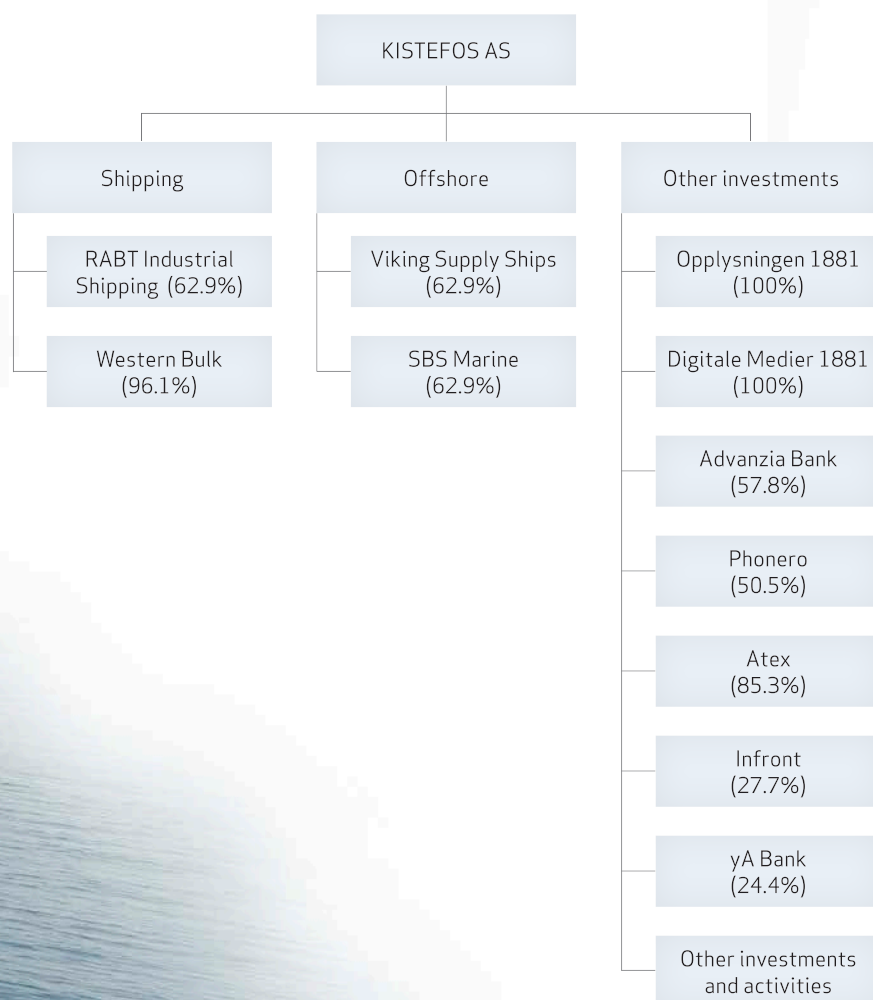 KISTEFOS AS
Shipping
RABT Industrial
Shipping (62.9%)
Western Bulk
(96.1%)
Offshore
Viking Supply Ships
(62.9%)
SBS Marine
(62.9%)
Other investments
Opplysningen 1881
(100%)
Digitale Medier 1881
(100%)
Advanzia Bank
(57.8%)
Phonero
(50.5%)
Atex
(85.3%)
Infront
(27.7%)
yA Bank
(24.4%)
Other investments
and activities